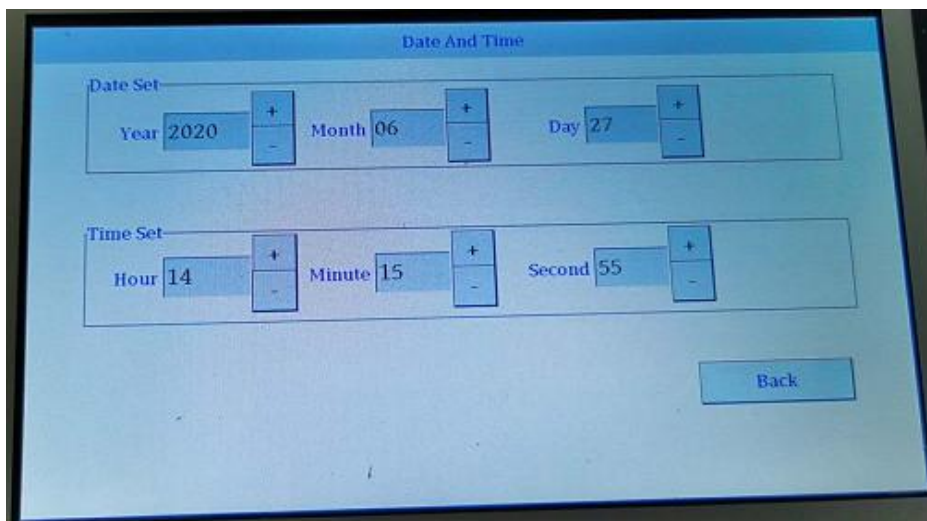 Date And Time
Date Set
Year 2020 + - Month 06 + - Day 27 + -
Time Set
Hour 14 + - Minute 15 + - Second 55 + -
Back